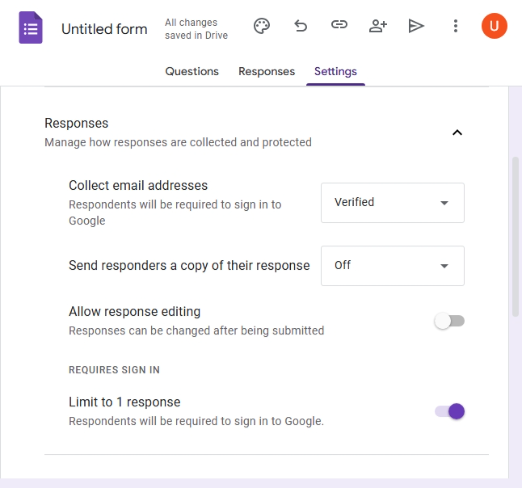 Untitled form
All changes
saved in Drive
U
Questions
Responses
Settings
Responses
Manage how responses are collected and protected
Collect email addresses
Respondents will be required to sign in to
Google
Verified
Send responders a copy of their response
Off
Allow response editing
Responses can be changed after being submitted
REQUIRES SIGN IN
Limit to 1 response
Respondents will be required to sign in to Google.